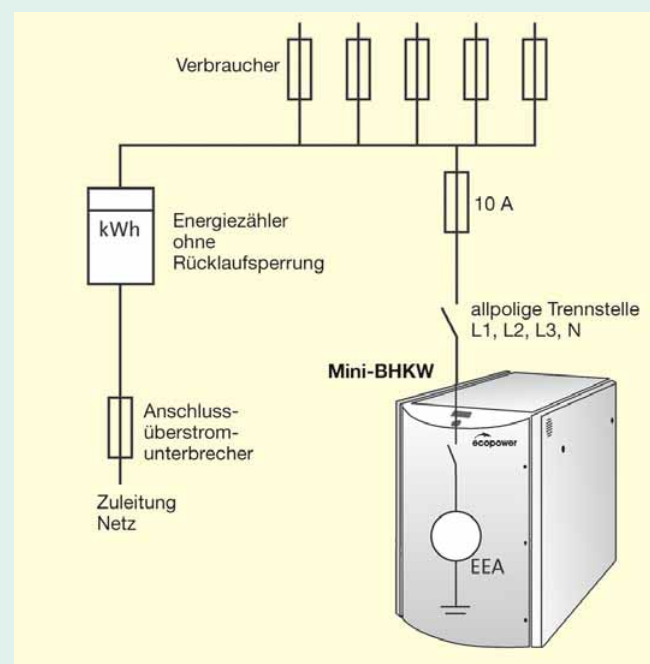 Verbraucher
kWh
Energiezähler
ohne
Rücklaufsperrung
10 A
allpolige Trennstelle
L1, L2, L3, N
Mini-BHKW
ecopower
Anschluss-
überstrom-
unterbrecher
Zuleitung
Netz
EEA